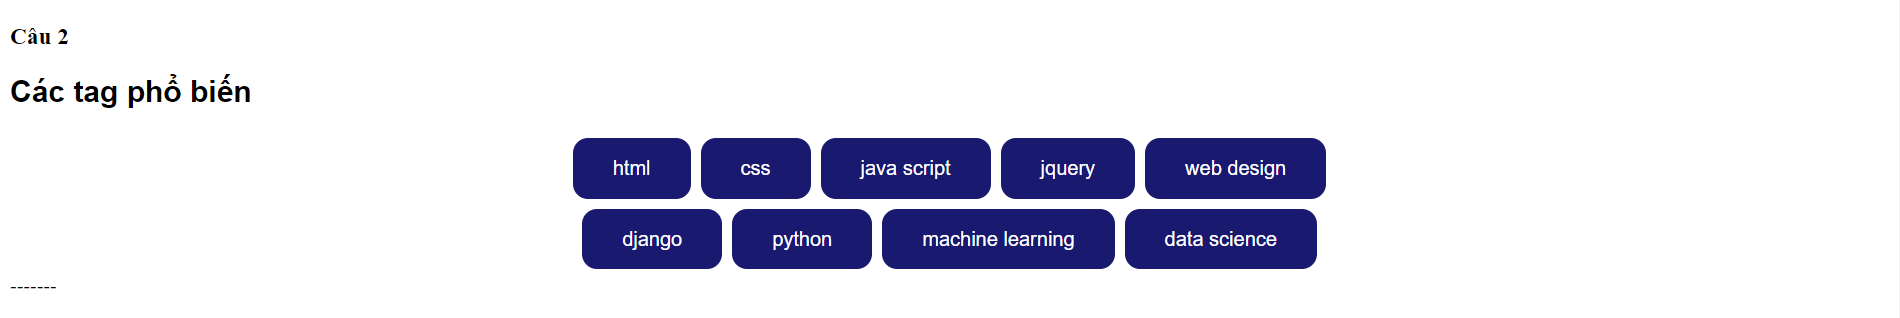 Câu 2
Các tag phổ biến
html css java script jquery web design
django python machine learning data science
-------